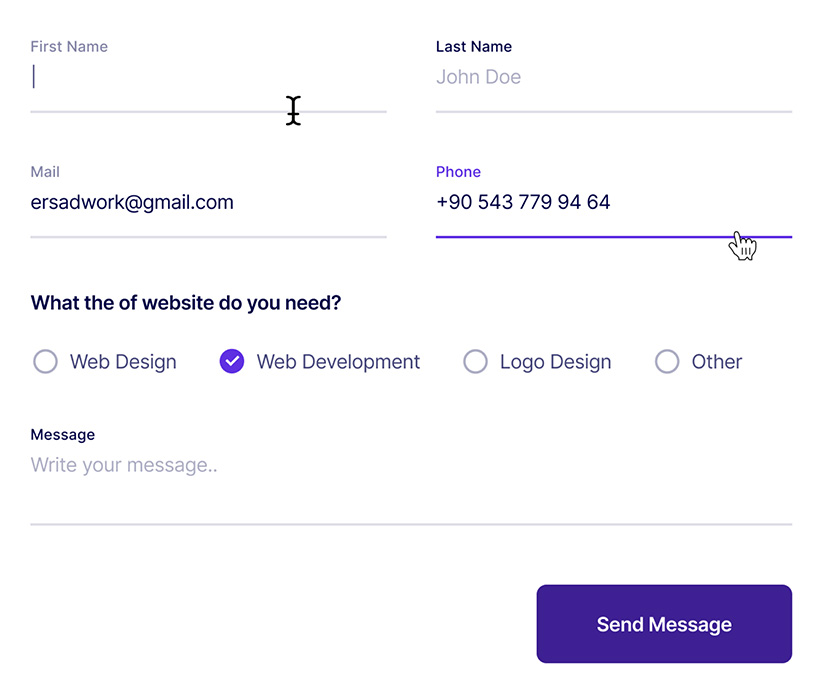 First Name
Last Name
John Doe
Mail
ersadwork@gmail.com
Phone
+90 543 779 94 64
What the of website do you need?
Web Design
Web Development
Logo Design
Other
Message
Write your message..
Send Message